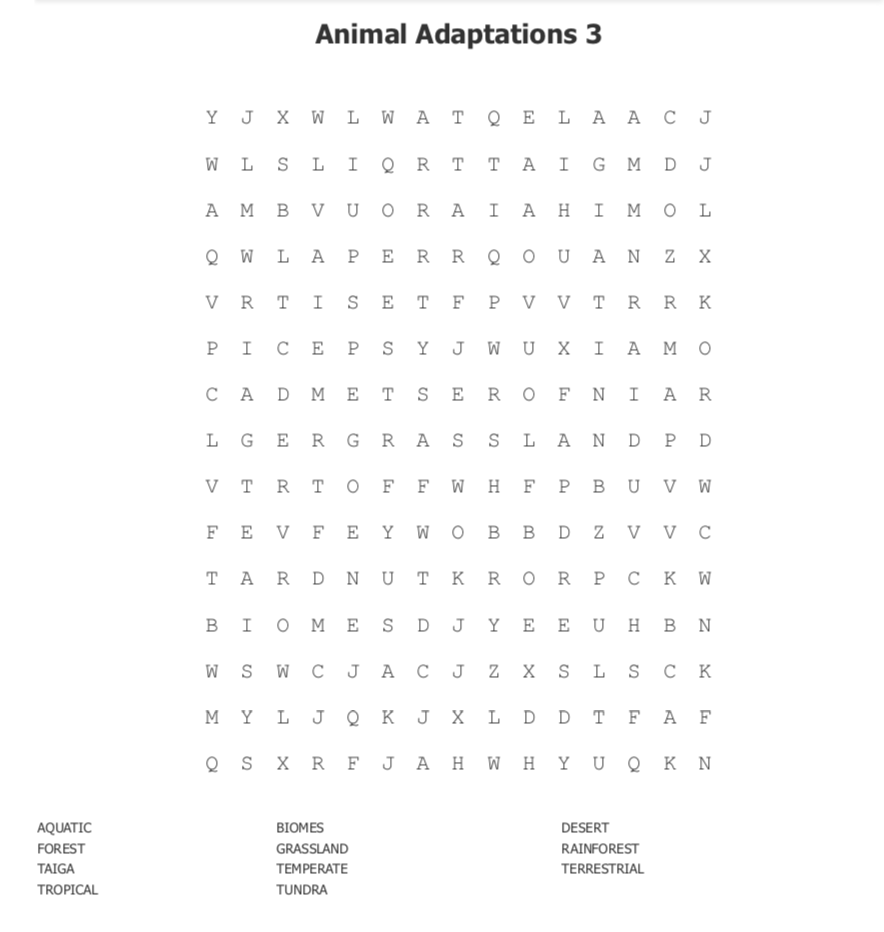 Animal Adaptations 3
Y J X W L W A T Q E L A A C J
W L S L I Q R T T A I G M D J
A M B V U O R A I A H I M O L
Q W L A P E R R Q O U A N Z X
V R T I S E T F P V V T R R K
P I C E P S Y J W U X I A M O
C A D M E T S E R O F N I A R
L G E R G R A S S L A N D P D
V T R T O F F W H F P B U V W
F E V F E Y W O B B D Z V V C
T A R D N U T K R O R P C K W
B I O M E S D J Y E E U H B N
W S W C J A C J Z X S L S C K
M Y L J Q K J X L D D T F A F
Q S X R F J A H W H Y U Q K N
AQUATIC BIOMES DESERT
FOREST GRASSLAND RAINFOREST
TAIGA TEMPERATE TERRESTRIAL
TROPICAL TUNDRA